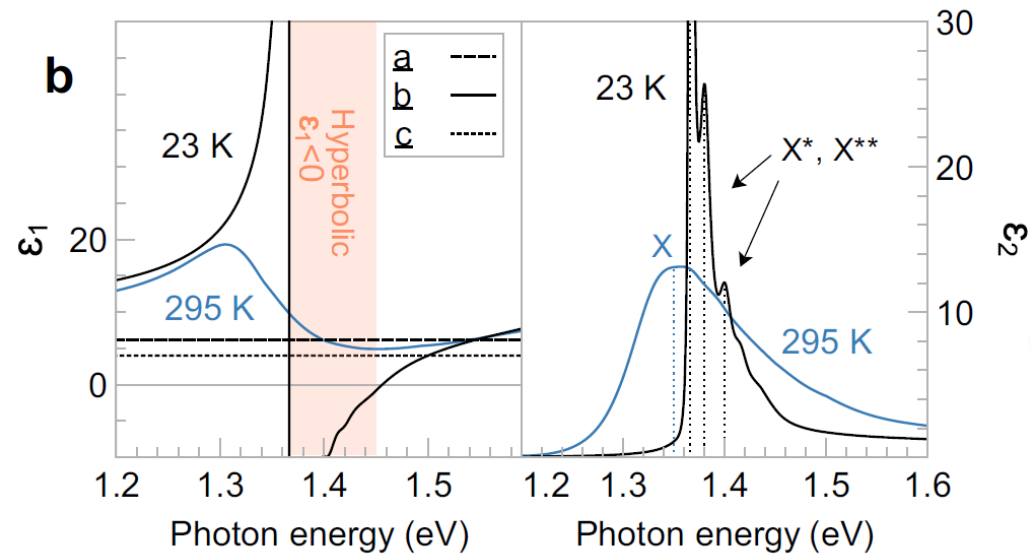 b
23 K
295 K
ε₁
20
0
a
b
c
Hyperbolic
ε₁<0
1.2 1.3 1.4 1.5
Photon energy (eV)
23 K
X
X*, X**
295 K
30
20
10
ε₂
1.2 1.3 1.4 1.5 1.6
Photon energy (eV)